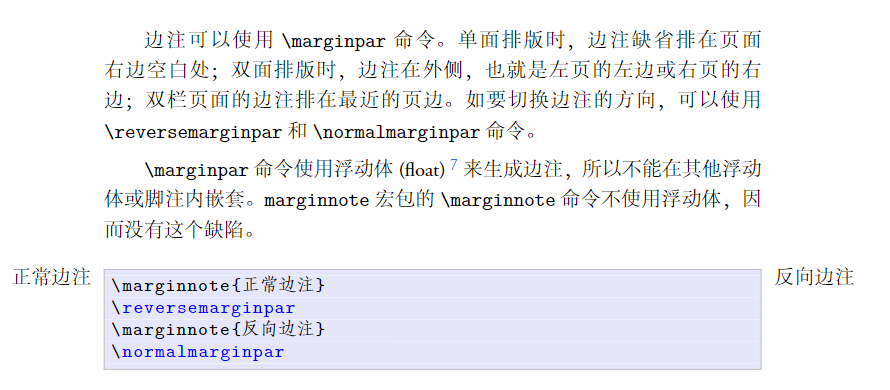 边注可以使用 \marginpar 命令。单面排版时，边注缺省排在页面
右边空白处；双面排版时，边注在外侧，也就是左页的左边或右页的右
边；双栏页面的边注排在最近的页边。如要切换边注的方向，可以使用
\reversemarginpar 和 \normalmarginpar 命令。
\marginpar 命令使用浮动体 (float) 7 来生成边注，所以不能在其他浮动
体或脚注内嵌套。marginnote 宏包的 \marginnote 命令不使用浮动体，因
而没有这个缺陷。
正常边注
\marginnote{正常边注}
\reversemarginpar
\marginnote{反向边注}
\normalmarginpar
反向边注